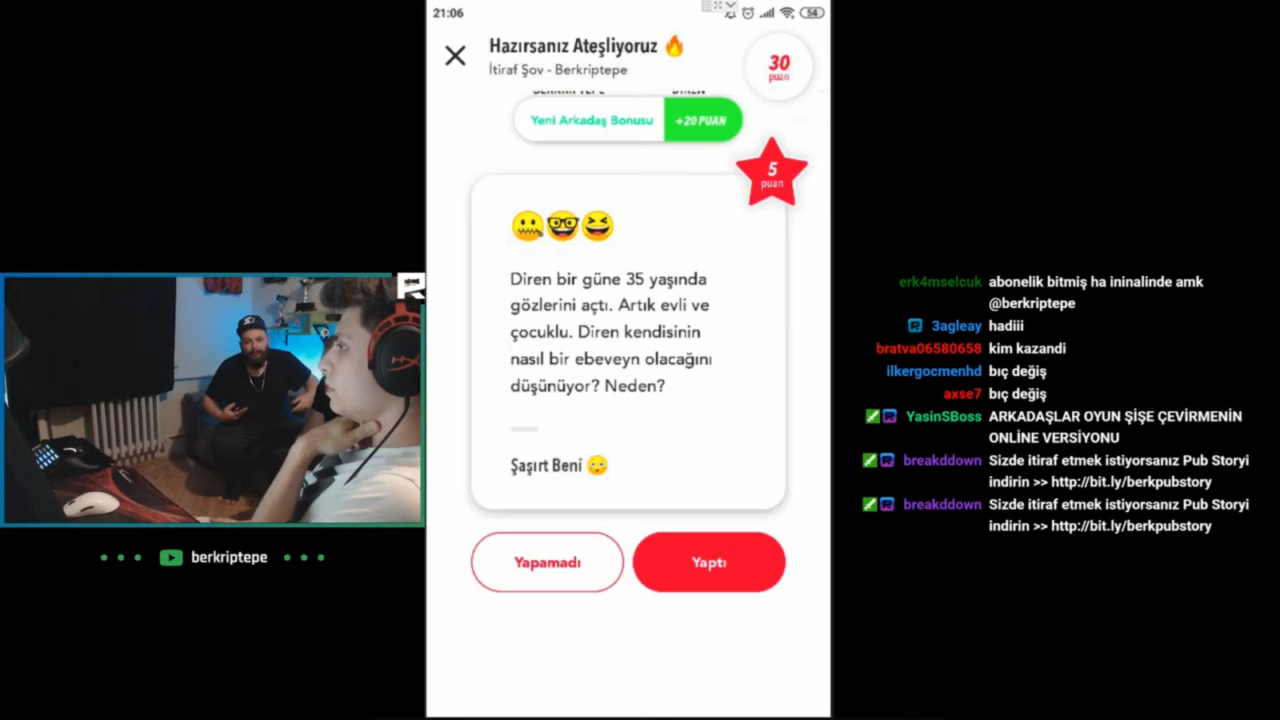 21:06
54
Hazırsanız Ateşliyoruz 🔥
İtiraf Şov - Berkriptepe
30
puan
Yeni Arkadaş Bonusu
+20 PUAN
5
puan
Diren bir güne 35 yaşında
gözlerini açtı. Artık evli ve
çocuklu. Diren kendisinin
nasıl bir ebeveyn olacağını
düşünüyor? Neden?
Şaşırt Beni
Yapamadı
Yaptı
berkriptepe
erk4mselcuk abonelik bitmiş ha ininalinde amk
@berkriptepe
3agleay hadiii
bratva06580658 kim kazandi
ilkergocmenhd bıç değiş
axse7 bıç değiş
YasinSBoss ARKADAŞLAR OYUN ŞİŞE ÇEVİRMENİN
ONLİNE VERSİYONU
breakddown Sizde itiraf etmek istiyorsanız Pub Storyi
indirin >> http://bit.ly/berkpubstory
breakddown Sizde itiraf etmek istiyorsanız Pub Storyi
indirin >> http://bit.ly/berkpubstory